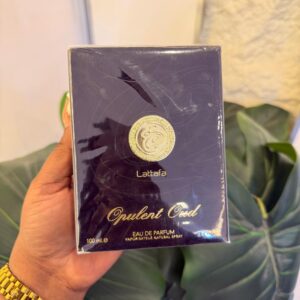 Lattafa
Opulent Oud
EAU DE PARFUM
VAPORISATEUR NATURAL SPRAY
100 ml ℮